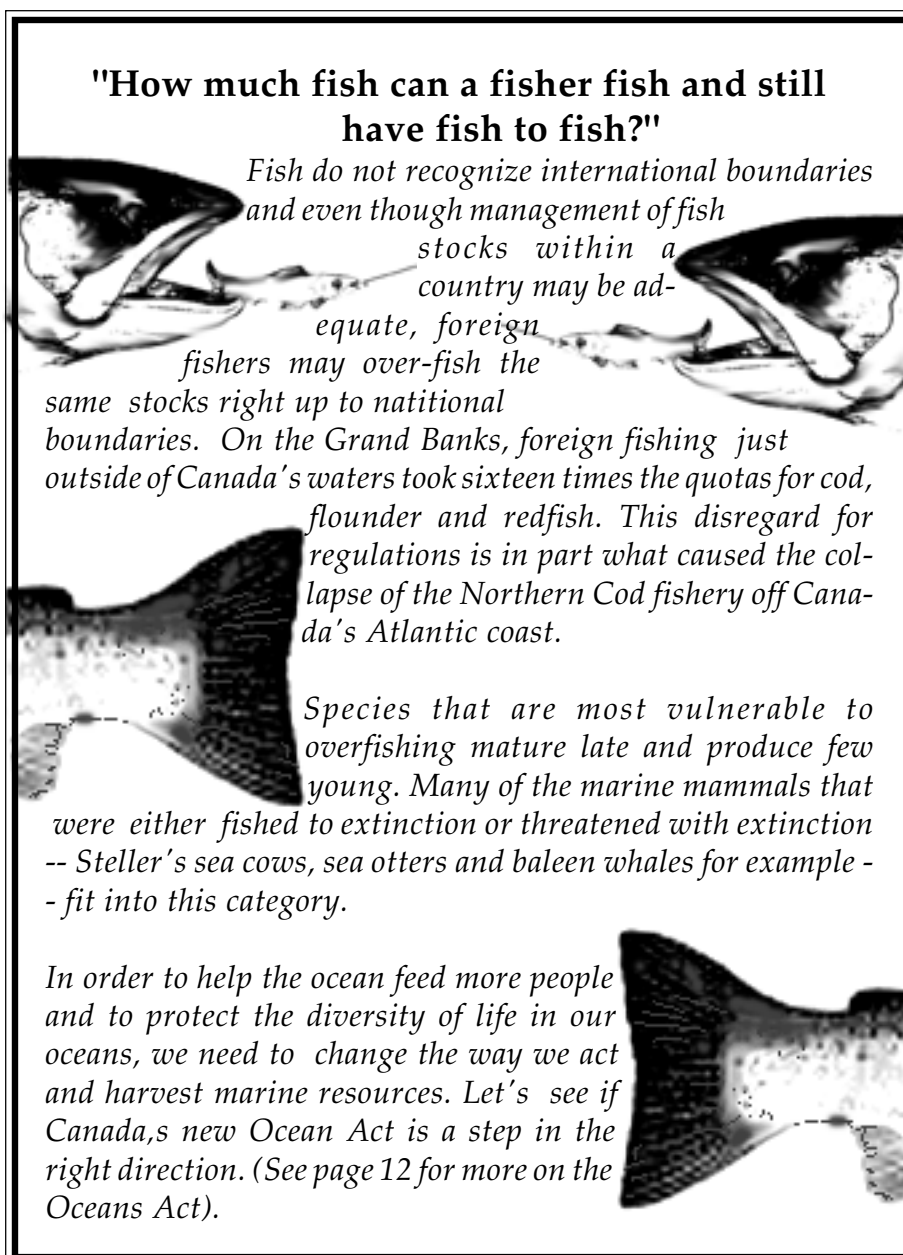 "How much fish can a fisher fish and still
have fish to fish?"
Fish do not recognize international boundaries
and even though management of fish
stocks within a
country may be ad-
equate, foreign
fishers may over-fish the
same stocks right up to natitional
boundaries. On the Grand Banks, foreign fishing just
outside of Canada's waters took sixteen times the quotas for cod,
flounder and redfish. This disregard for
regulations is in part what caused the col-
lapse of the Northern Cod fishery off Cana-
da's Atlantic coast.
Species that are most vulnerable to
overfishing mature late and produce few
young. Many of the marine mammals that
were either fished to extinction or threatened with extinction
-- Steller's sea cows, sea otters and baleen whales for example -
- fit into this category.
In order to help the ocean feed more people
and to protect the diversity of life in our
oceans, we need to change the way we act
and harvest marine resources. Let's see if
Canada,s new Ocean Act is a step in the
right direction. (See page 12 for more on the
Oceans Act).